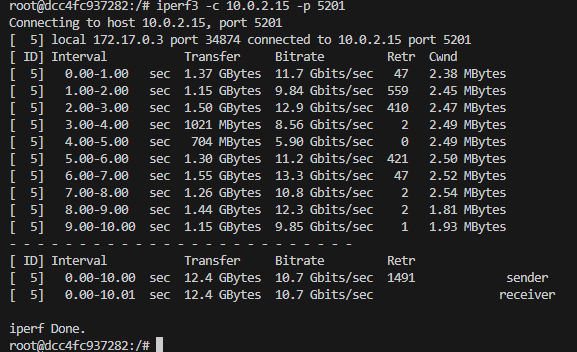 root@dcc4fc937282:/# iperf3 -c 10.0.2.15 -p 5201
Connecting to host 10.0.2.15, port 5201
[  5] local 172.17.0.3 port 34874 connected to 10.0.2.15 port 5201
[ ID] Interval           Transfer     Bitrate         Retr  Cwnd
[  5]   0.00-1.00   sec  1.37 GBytes  11.7 Gbits/sec   47   2.38 MBytes
[  5]   1.00-2.00   sec  1.15 GBytes  9.84 Gbits/sec  559   2.45 MBytes
[  5]   2.00-3.00   sec  1.50 GBytes  12.9 Gbits/sec  410   2.47 MBytes
[  5]   3.00-4.00   sec  1021 MBytes  8.56 Gbits/sec    2   2.49 MBytes
[  5]   4.00-5.00   sec   704 MBytes  5.90 Gbits/sec    0   2.49 MBytes
[  5]   5.00-6.00   sec  1.30 GBytes  11.2 Gbits/sec  421   2.50 MBytes
[  5]   6.00-7.00   sec  1.55 GBytes  13.3 Gbits/sec   47   2.52 MBytes
[  5]   7.00-8.00   sec  1.26 GBytes  10.8 Gbits/sec    2   2.54 MBytes
[  5]   8.00-9.00   sec  1.44 GBytes  12.3 Gbits/sec    2   1.81 MBytes
[  5]   9.00-10.00  sec  1.15 GBytes  9.85 Gbits/sec    1   1.93 MBytes
- - - - - - - - - - - - - - - - - - - - - - - - -
[ ID] Interval           Transfer     Bitrate         Retr
[  5]   0.00-10.00  sec  12.4 GBytes  10.7 Gbits/sec  1491             sender
[  5]   0.00-10.01  sec  12.4 GBytes  10.7 Gbits/sec                  receiver

iperf Done.
root@dcc4fc937282:/#